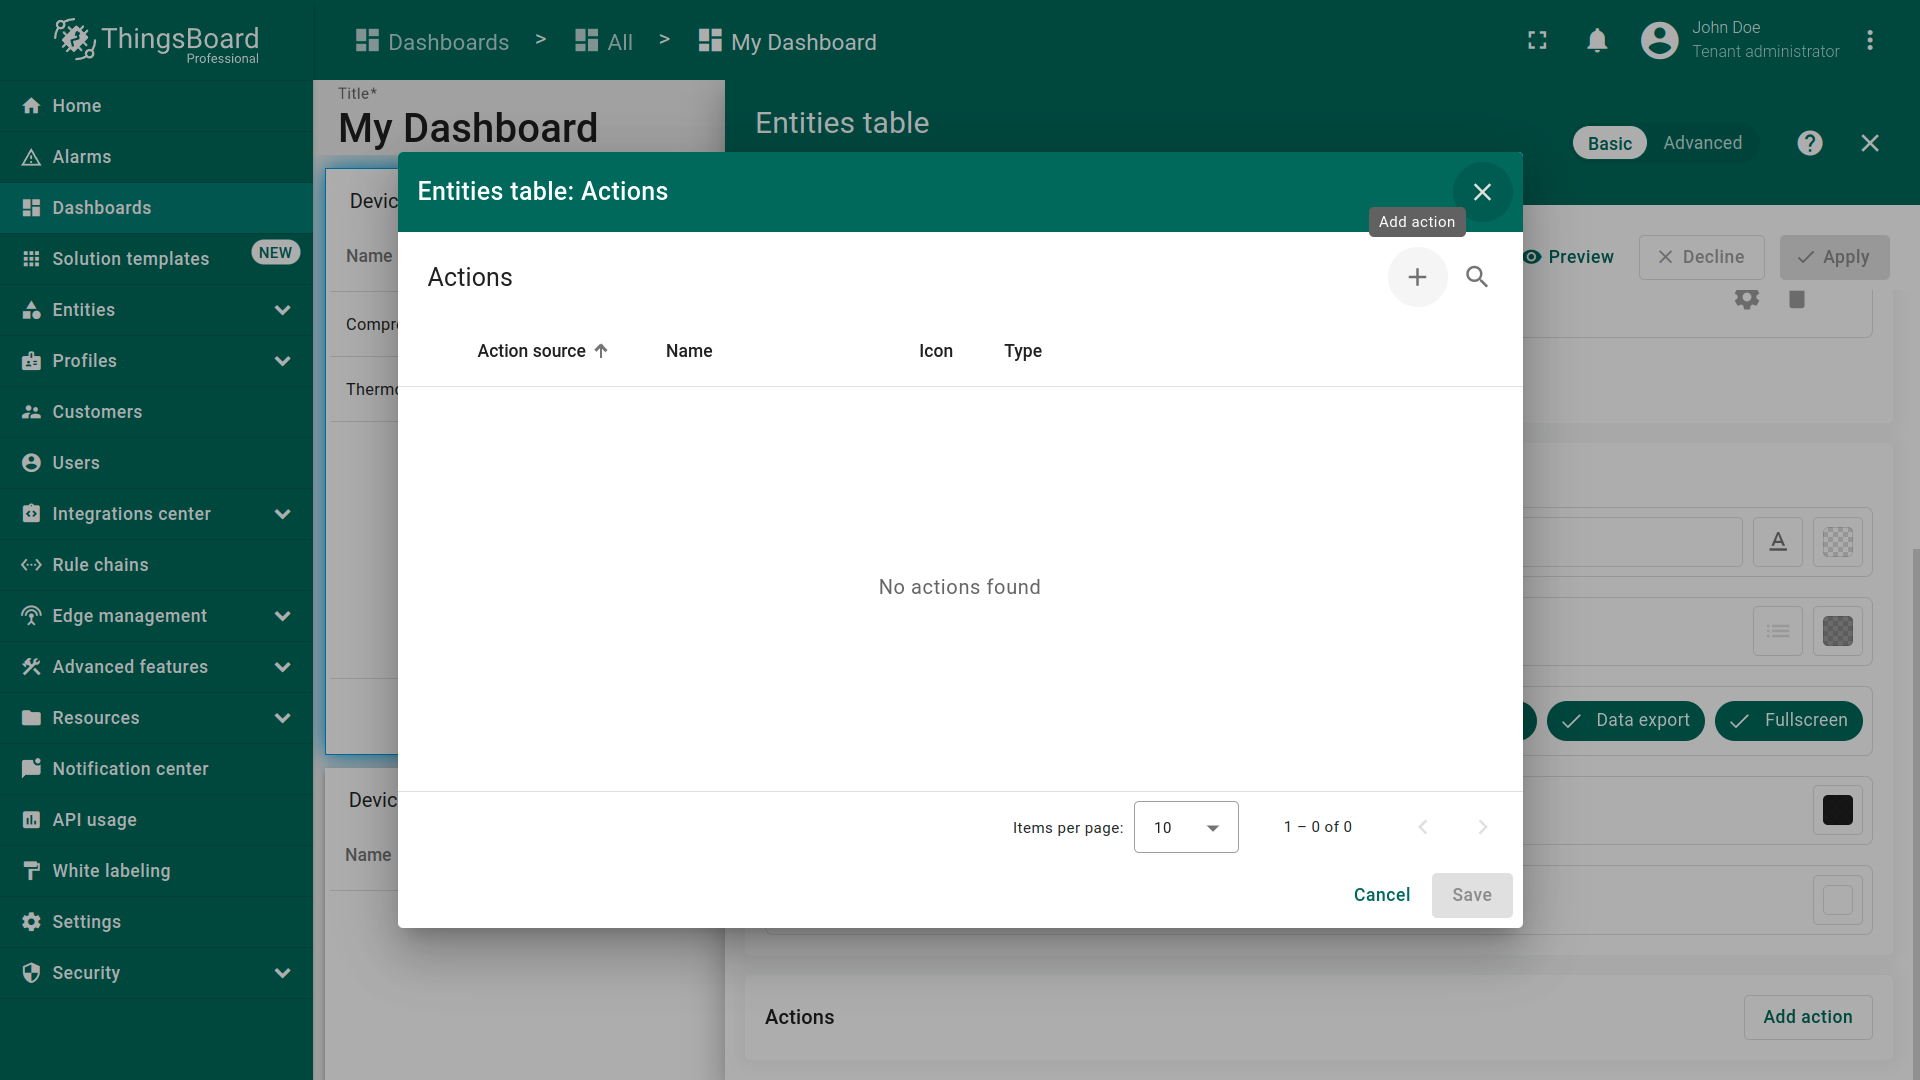 ThingsBoard
Professional
Dashboards > All > My Dashboard
John Doe
Tenant administrator
Home
Alarms
Dashboards
Solution templates NEW
Entities
Profiles
Customers
Users
Integrations center
Rule chains
Edge management
Advanced features
Resources
Notification center
API usage
White labeling
Settings
Security
Title*
My Dashboard
Entities table
Basic Advanced
Preview Decline Apply
Devic
Name
Compre
Thermo
Devic
Name
Entities table: Actions
Add action
Actions
Action source Name Icon Type
No actions found
Items per page: 10 1 – 0 of 0
Cancel Save
Data export Fullscreen
Actions Add action